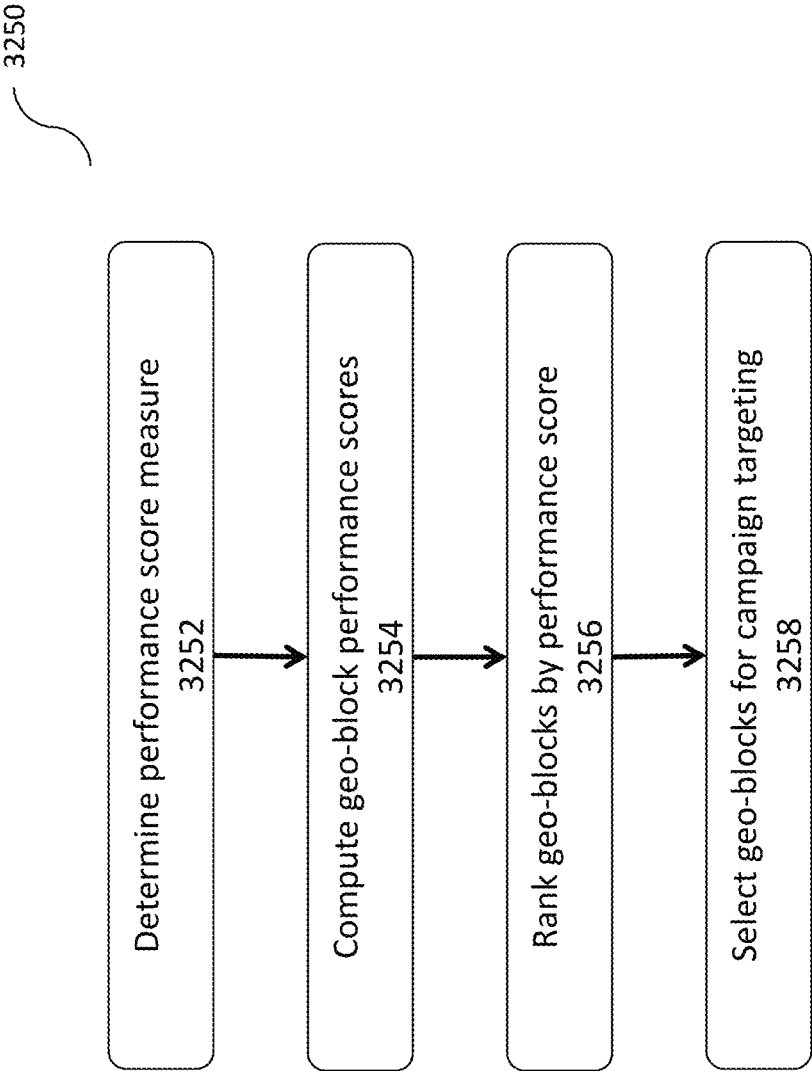 3250
Determine performance score measure
3252
Compute geo-block performance scores
3254
Rank geo-blocks by performance score
3256
Select geo-blocks for campaign targeting
3258